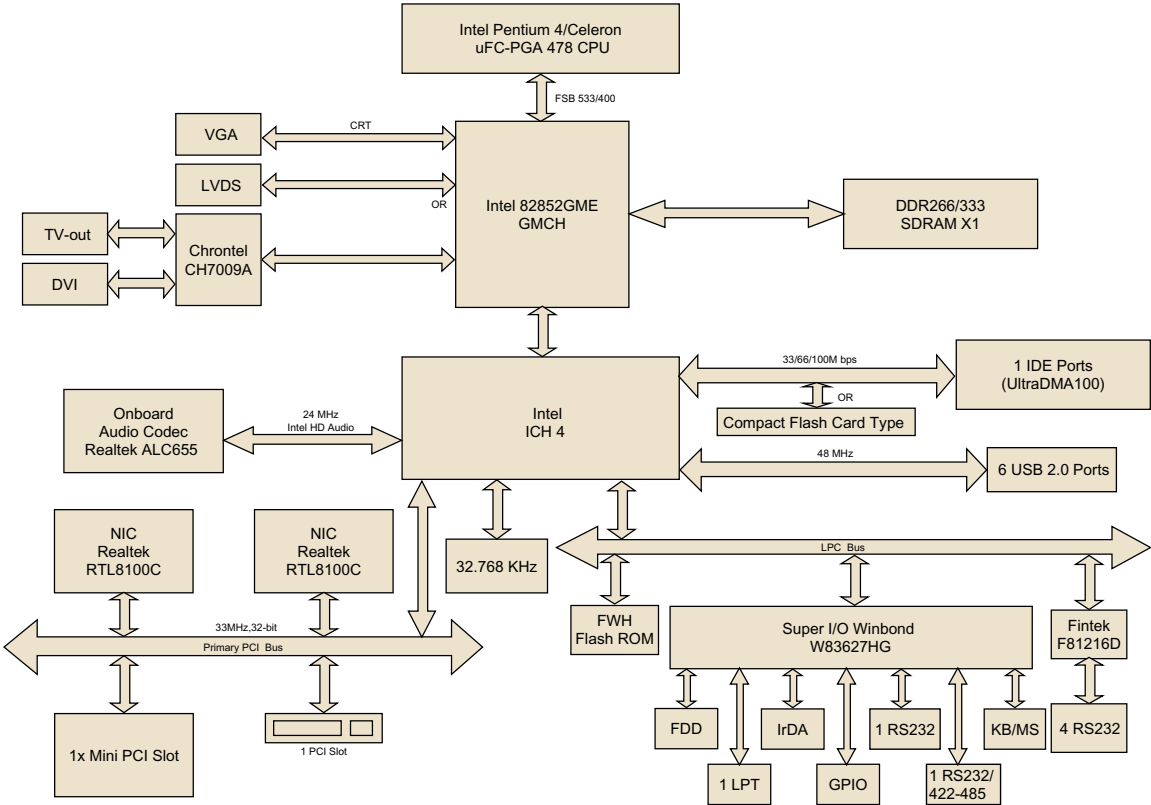 Intel Pentium 4/Celeron
uFC-PGA 478 CPU
FSB 533/400
VGA
CRT
LVDS
OR
Intel 82852GME
GMCH
DDR266/333
SDRAM X1
TV-out
DVI
Chrontel
CH7009A
33/66/100M bps
1 IDE Ports
(UltraDMA100)
OR
Compact Flash Card Type
Intel
ICH 4
Onboard
Audio Codec
Realtek ALC655
24 MHz
Intel HD Audio
48 MHz
6 USB 2.0 Ports
NIC
Realtek
RTL8100C
NIC
Realtek
RTL8100C
32.768 KHz
LPC Bus
33MHz,32-bit
Primary PCI Bus
FWH
Flash ROM
Super I/O Winbond
W83627HG
Fintek
F81216D
1x Mini PCI Slot
1 PCI Slot
FDD
IrDA
1 RS232
KB/MS
4 RS232
1 LPT
GPIO
1 RS232/
422-485